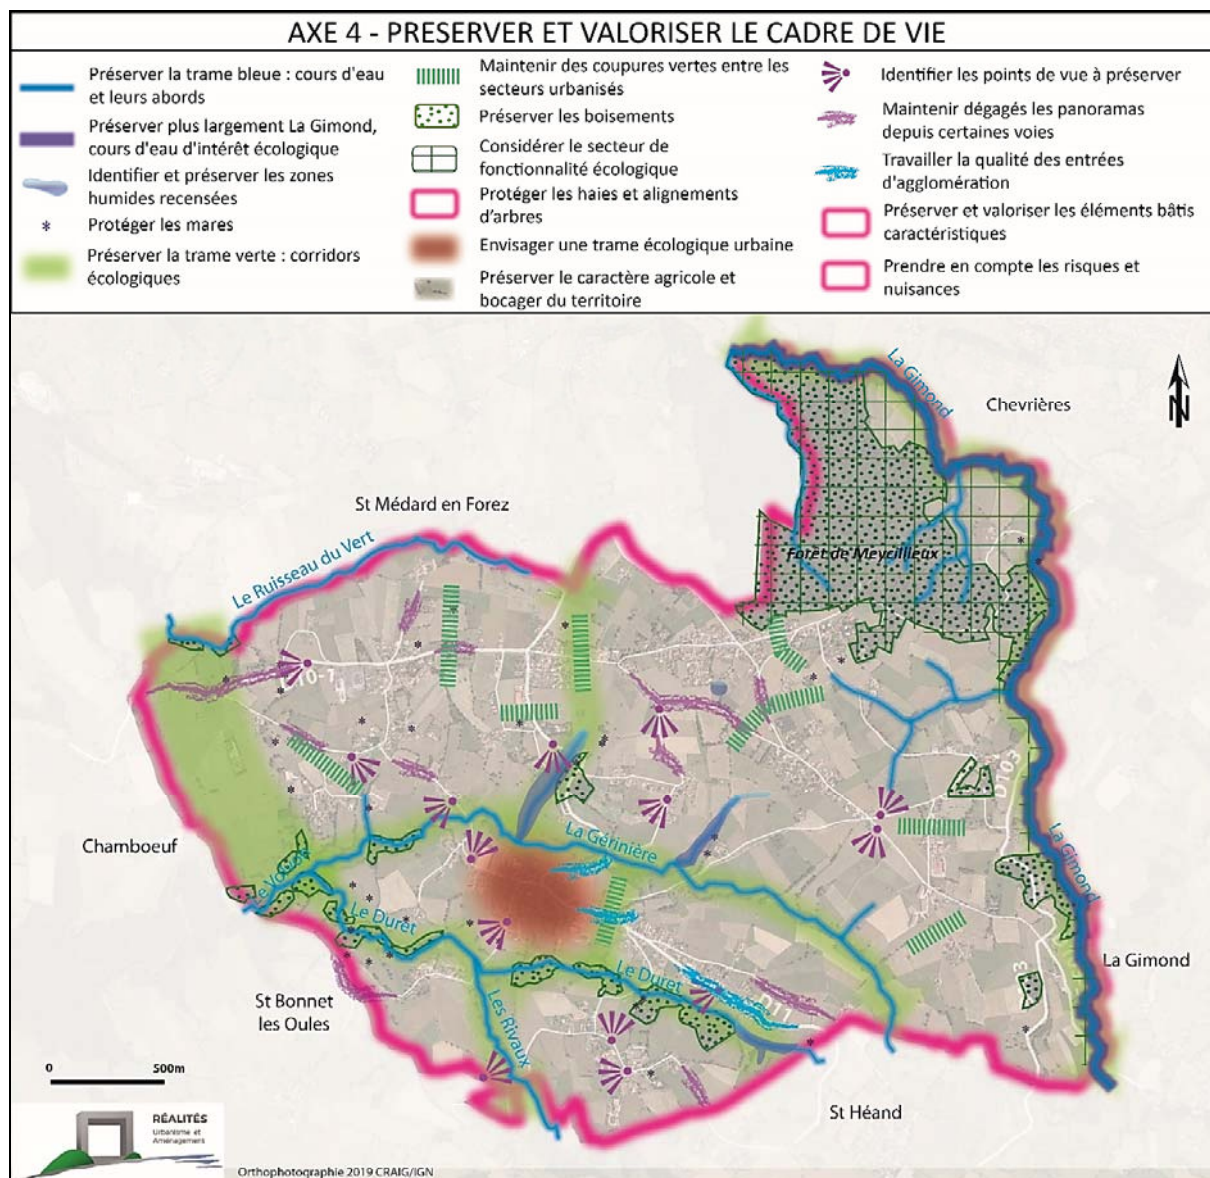 AXE 4 - PRESERVER ET VALORISER LE CADRE DE VIE
Préserver la trame bleue : cours d'eau
et leurs abords
Préserver plus largement La Gimond,
cours d'eau d'intérêt écologique
Identifier et préserver les zones
humides recensées
Protéger les mares
Préserver la trame verte : corridors
écologiques
Maintenir des coupures vertes entre les
secteurs urbanisés
Préserver les boisements
Considérer le secteur de
fonctionnalité écologique
Protéger les haies et alignements
d'arbres
Envisager une trame écologique urbaine
Préserver le caractère agricole et
bocager du territoire
Identifier les points de vue à préserver
Maintenir dégagés les panoramas
depuis certaines voies
Travailler la qualité des entrées
d'agglomération
Préserver et valoriser les éléments bâtis
caractéristiques
Prendre en compte les risques et
nuisances
La Gimond
Chevrières
N
St Médard en Forez
Le Ruisseau du Vert
Forêt de Meyrilleux
10-1
D103
Chamboeuf
La Gérinière
La Gimond
Le Duret
Le Duret
La Gimond
St Bonnet
les Oules
Les Rivaux
D11
3
St Héand
0 500m
RÉALITÉS
Urbanisme et
Aménagement
Orthophotographie 2019 CRAIG/IGN